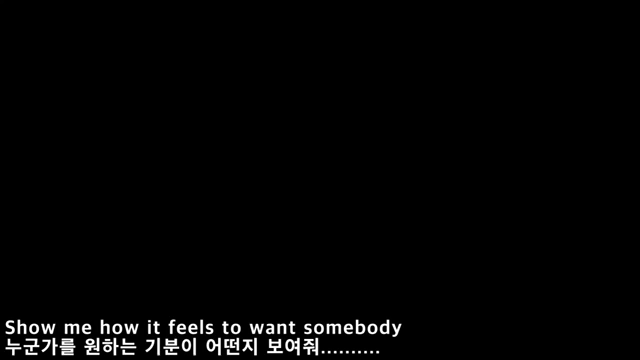 Show me how it feels to want somebody
누군가를 원하는 기분이 어떤지 보여줘..........